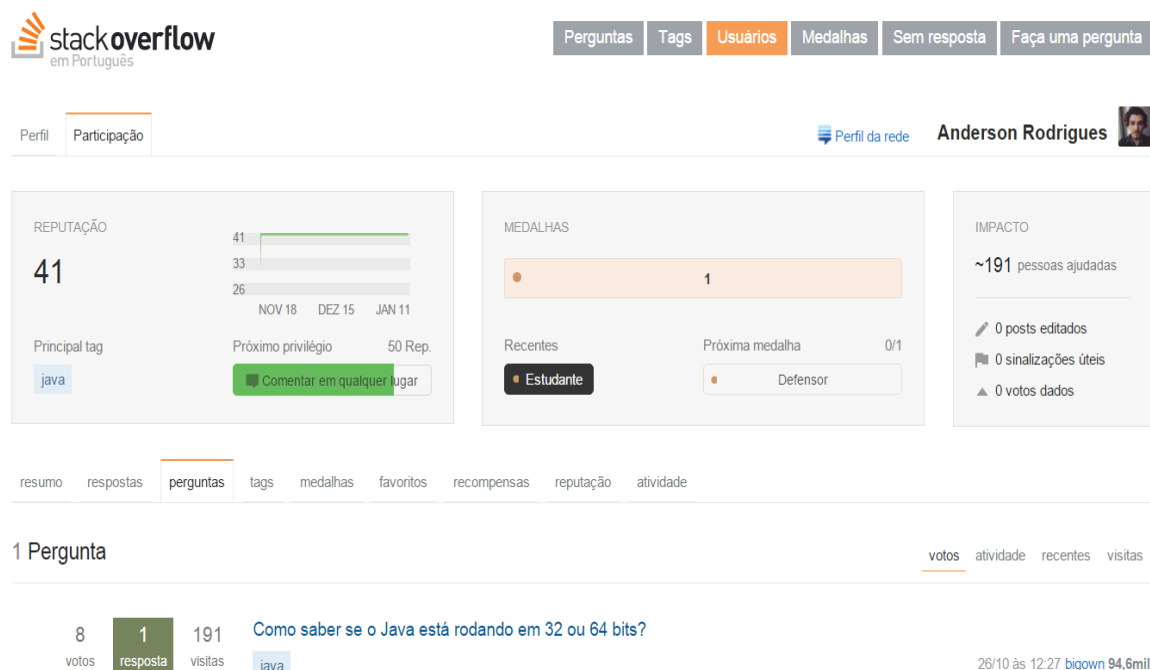 stackoverflow
em Português
Perguntas Tags Usuários Medalhas Sem resposta Faça uma pergunta
Perfil Participação
Perfil da rede Anderson Rodrigues
REPUTAÇÃO
41
41
33
26
NOV 18 DEZ 15 JAN 11
Principal tag
java
Próximo privilégio 50 Rep.
Comentar em qualquer lugar
MEDALHAS
1
Recentes
Estudante
Próxima medalha 0/1
Defensor
IMPACTO
~191 pessoas ajudadas
0 posts editados
0 sinalizações úteis
0 votos dados
resumo respostas perguntas tags medalhas favoritos recompensas reputação atividade
1 Pergunta
votos atividade recentes visitas
8 votos
1 resposta
191 visitas
Como saber se o Java está rodando em 32 ou 64 bits?
java
26/10 às 12:27 bigown 94,6mil